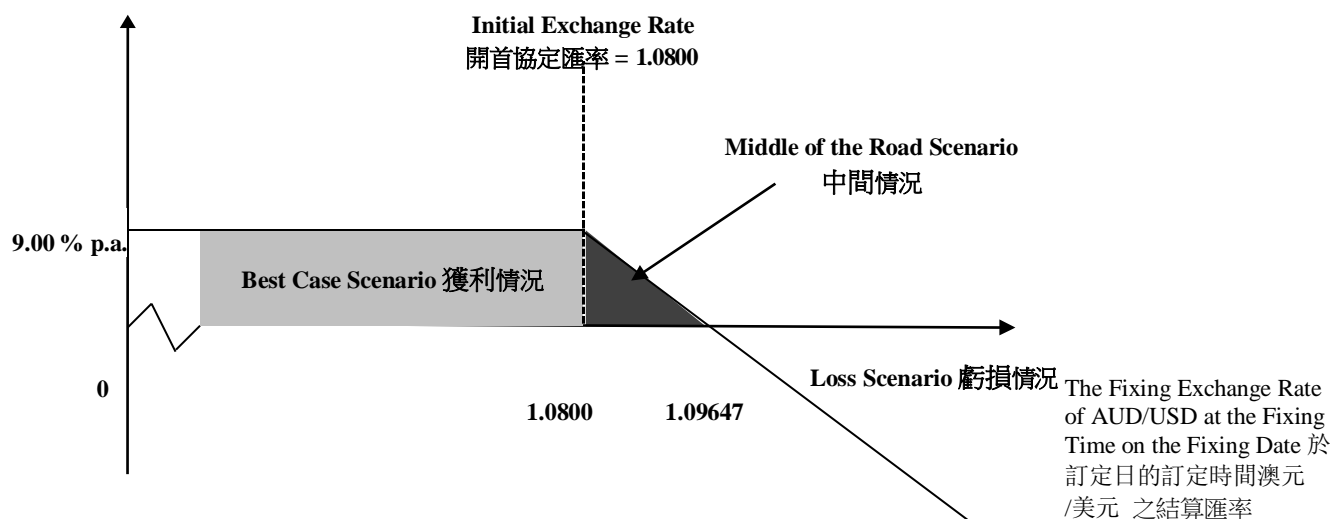 Initial Exchange Rate
開首協定匯率 = 1.0800
Middle of the Road Scenario
中間情況
9.00 % p.a.
Best Case Scenario 獲利情況
0
Loss Scenario 虧損情況
1.0800
1.09647
The Fixing Exchange Rate
of AUD/USD at the Fixing
Time on the Fixing Date 於
訂定日的訂定時間澳元
/美元 之結算匯率